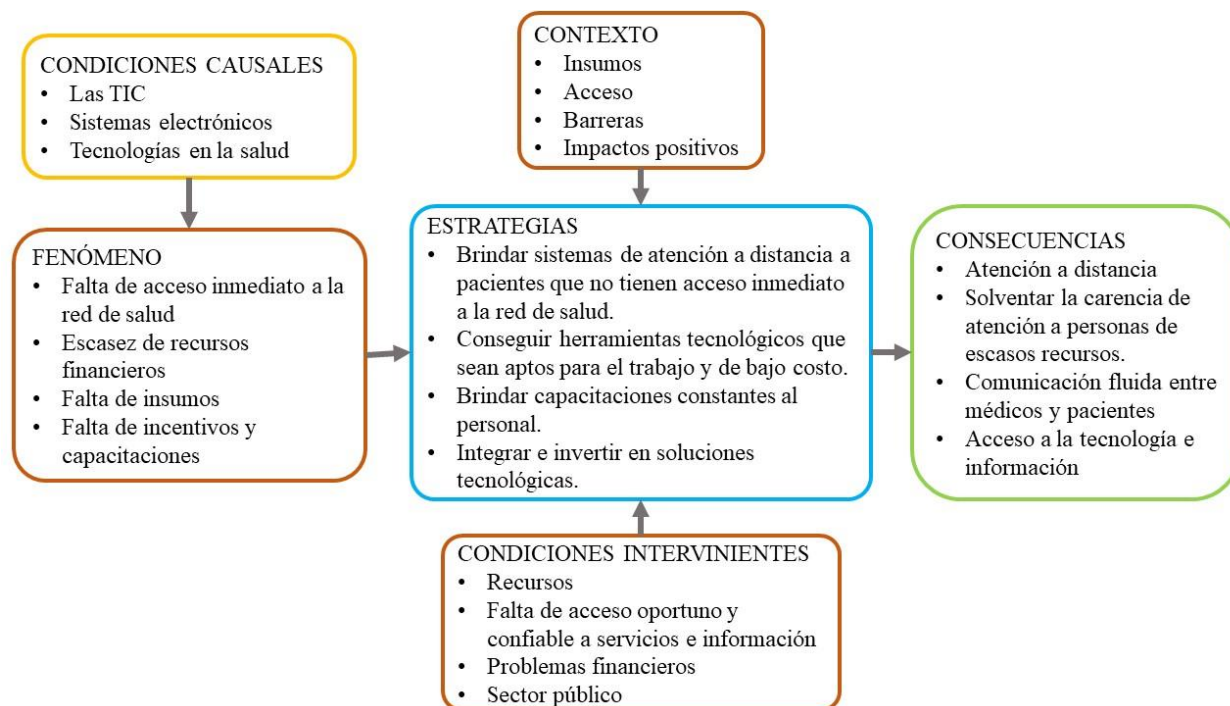 CONDICIONES CAUSALES
• Las TIC
• Sistemas electrónicos
• Tecnologías en la salud
CONTEXTO
• Insumos
• Acceso
• Barreras
• Impactos positivos
FENÓMENO
• Falta de acceso inmediato a la
red de salud
• Escasez de recursos
financieros
• Falta de insumos
• Falta de incentivos y
capacitaciones
ESTRATEGIAS
• Brindar sistemas de atención a distancia a
pacientes que no tienen acceso inmediato
a la red de salud.
• Conseguir herramientas tecnológicos que
sean aptos para el trabajo y de bajo costo.
• Brindar capacitaciones constantes al
personal.
• Integrar e invertir en soluciones
tecnológicas.
CONSECUENCIAS
• Atención a distancia
• Solventar la carencia de
atención a personas de
escasos recursos.
• Comunicación fluida entre
médicos y pacientes
• Acceso a la tecnología e
información
CONDICIONES INTERVINIENTES
• Recursos
• Falta de acceso oportuno y
confiable a servicios e información
• Problemas financieros
• Sector público